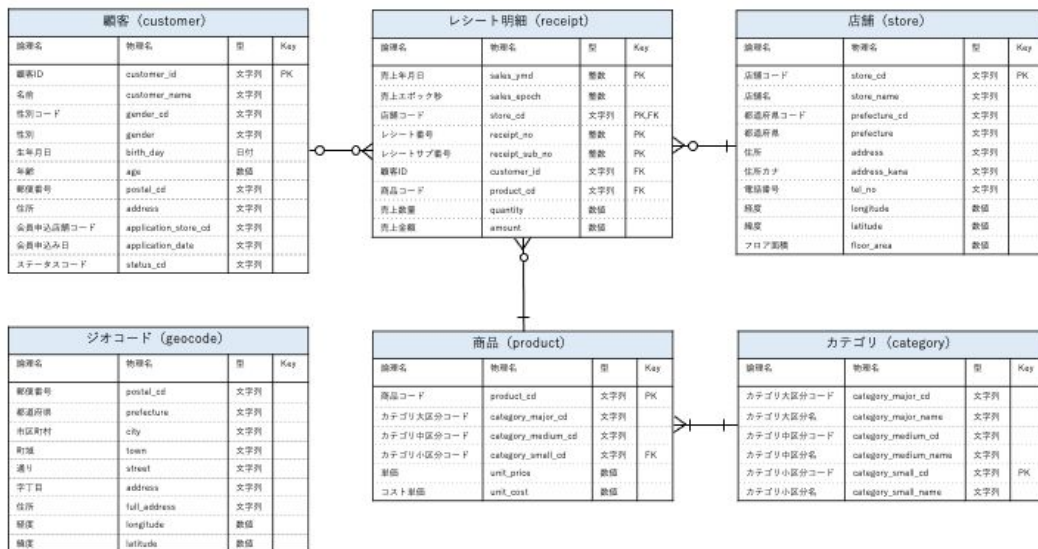 顧客（customer）
論理名 物理名 型 Key
顧客ID customer_id 文字列 PK
名前 customer_name 文字列
性別コード gender_cd 文字列
性別 gender 文字列
生年月日 birth_day 日付
年齢 age 数値
郵便番号 postal_cd 文字列
住所 address 文字列
会員申込店舗コード application_store_cd 文字列
会員申込み日 application_date 文字列
ステータスコード status_cd 文字列
レシート明細（receipt）
論理名 物理名 型 Key
売上年月日 sales_ymd 整数 PK
売上エポック秒 sales_epoch 整数
店舗コード store_cd 文字列 PK,FK
レシート番号 receipt_no 整数 PK
レシートサブ番号 receipt_sub_no 整数 PK
顧客ID customer_id 文字列 FK
商品コード product_cd 文字列 FK
売上数量 quantity 数値
売上金額 amount 数値
店舗（store）
論理名 物理名 型 Key
店舗コード store_cd 文字列 PK
店舗名 store_name 文字列
都道府県コード prefecture_cd 文字列
都道府県 prefecture 文字列
住所 address 文字列
住所カナ address_kana 文字列
電話番号 tel_no 文字列
経度 longitude 数値
緯度 latitude 数値
フロア面積 floor_area 数値
ジオコード（geocode）
論理名 物理名 型 Key
郵便番号 postal_cd 文字列
都道府県 prefecture 文字列
市区町村 city 文字列
町域 town 文字列
通り street 文字列
字丁目 address 文字列
住所 full_address 文字列
経度 longitude 数値
緯度 latitude 数値
商品（product）
論理名 物理名 型 Key
商品コード product_cd 文字列 PK
カテゴリ大区分コード category_major_cd 文字列
カテゴリ中区分コード category_medium_cd 文字列
カテゴリ小区分コード category_small_cd 文字列 FK
単価 unit_price 数値
コスト単価 unit_cost 数値
カテゴリ（category）
論理名 物理名 型 Key
カテゴリ大区分コード category_major_cd 文字列
カテゴリ大区分名 category_major_name 文字列
カテゴリ中区分コード category_medium_cd 文字列
カテゴリ中区分名 category_medium_name 文字列
カテゴリ小区分コード category_small_cd 文字列 PK
カテゴリ小区分名 category_small_name 文字列